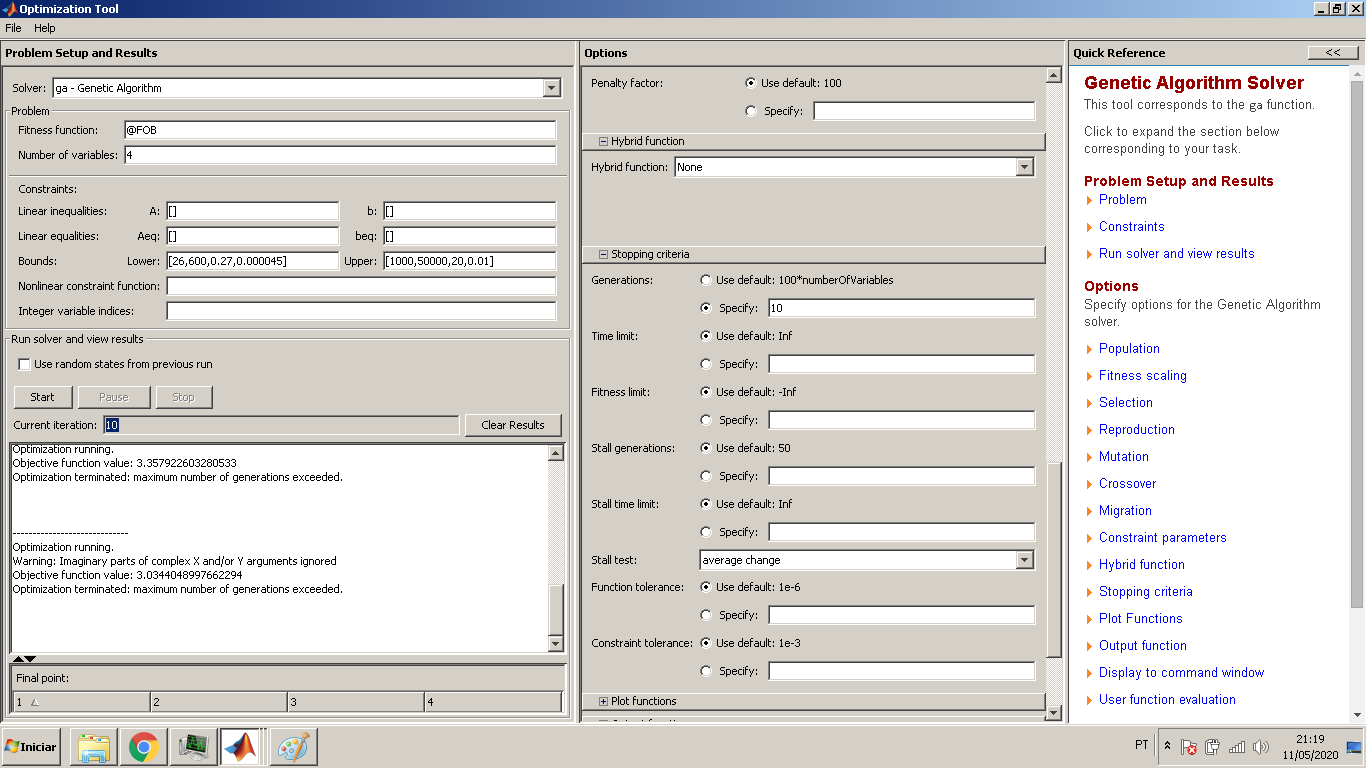 Optimization Tool
File Help
Problem Setup and Results
Solver: ga - Genetic Algorithm
Problem
Fitness function: @FOB
Number of variables: 4
Constraints:
Linear inequalities: A: [] b: []
Linear equalities: Aeq: [] beq: []
Bounds: Lower: [26,600,0.27,0.000045] Upper: [1000,50000,20,0.01]
Nonlinear constraint function:
Integer variable indices:
Run solver and view results
Use random states from previous run
Start Pause Stop
Current iteration: 10 Clear Results
Optimization running.
Objective function value: 3.357922603280533
Optimization terminated: maximum number of generations exceeded.
-----------------------------
Optimization running.
Warning: Imaginary parts of complex X and/or Y arguments ignored
Objective function value: 3.0344048997662294
Optimization terminated: maximum number of generations exceeded.
Final point:
1 2 3 4
Options
Penalty factor: Use default: 100
Specify:
Hybrid function
Hybrid function: None
Stopping criteria
Generations: Use default: 100*numberOfVariables
Specify: 10
Time limit: Use default: Inf
Specify:
Fitness limit: Use default: -Inf
Specify:
Stall generations: Use default: 50
Specify:
Stall time limit: Use default: Inf
Specify:
Stall test: average change
Function tolerance: Use default: 1e-6
Specify:
Constraint tolerance: Use default: 1e-3
Specify:
Plot functions
Quick Reference <<
Genetic Algorithm Solver
This tool corresponds to the ga function.
Click to expand the section below
corresponding to your task.
Problem Setup and Results
Problem
Constraints
Run solver and view results
Options
Specify options for the Genetic Algorithm
solver.
Population
Fitness scaling
Selection
Reproduction
Mutation
Crossover
Migration
Constraint parameters
Hybrid function
Stopping criteria
Plot Functions
Output function
Display to command window
User function evaluation
Iniciar
PT
21:19
11/05/2020